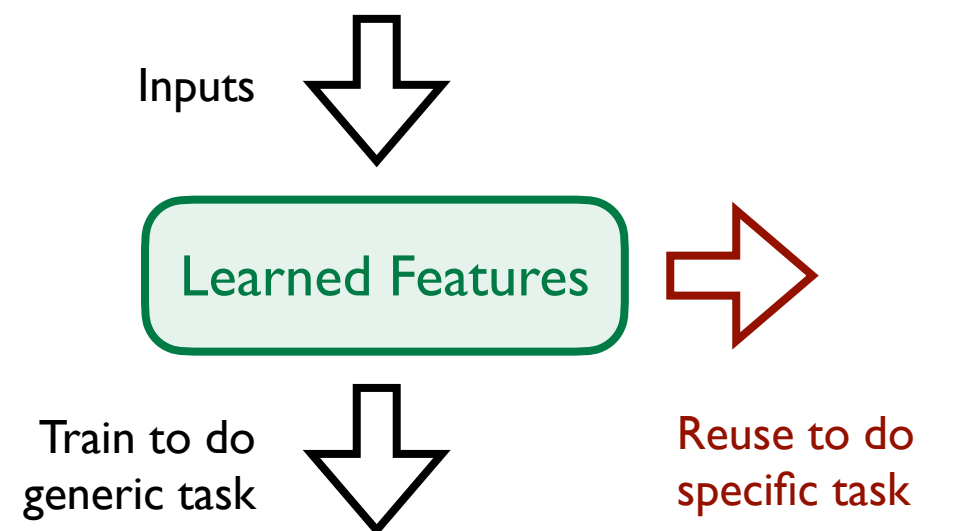 Inputs
Learned Features
Train to do
generic task
Reuse to do
specific task